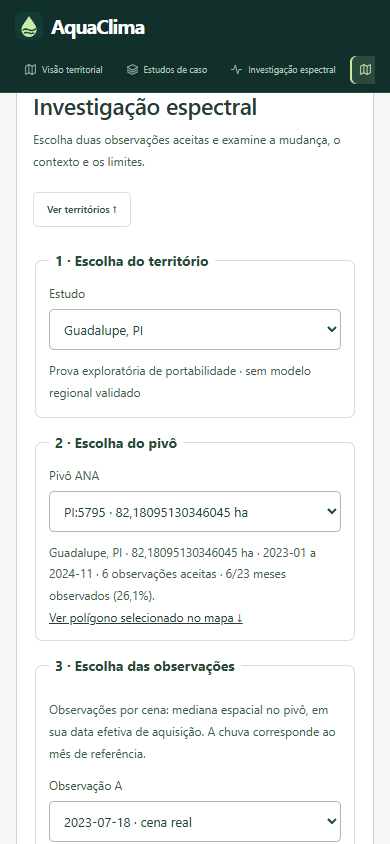 AquaClima
Visão territorial
Estudos de caso
Investigação espectral
Investigação espectral
Escolha duas observações aceitas e examine a mudança, o
contexto e os limites.
Ver territórios ↑
1 · Escolha do território
Estudo
Guadalupe, PI
Prova exploratória de portabilidade · sem modelo
regional validado
2 · Escolha do pivô
Pivô ANA
PI:5795 · 82,18095130346045 ha
Guadalupe, PI · 82,18095130346045 ha · 2023-01 a
2024-11 · 6 observações aceitas · 6/23 meses
observados (26,1%).
Ver polígono selecionado no mapa ↓
3 · Escolha das observações
Observações por cena: mediana espacial no pivô, em
sua data efetiva de aquisição. A chuva corresponde ao
mês de referência.
Observação A
2023-07-18 · cena real